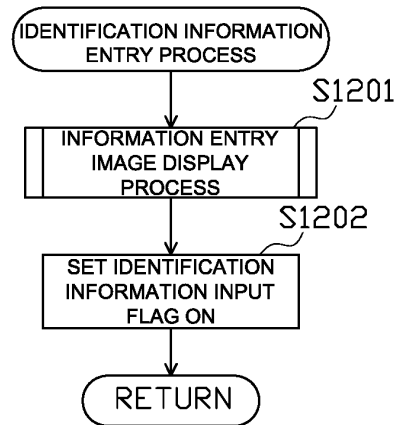 IDENTIFICATION INFORMATION
ENTRY PROCESS
S1201
INFORMATION ENTRY
IMAGE DISPLAY
PROCESS
S1202
SET IDENTIFICATION
INFORMATION INPUT
FLAG ON
RETURN